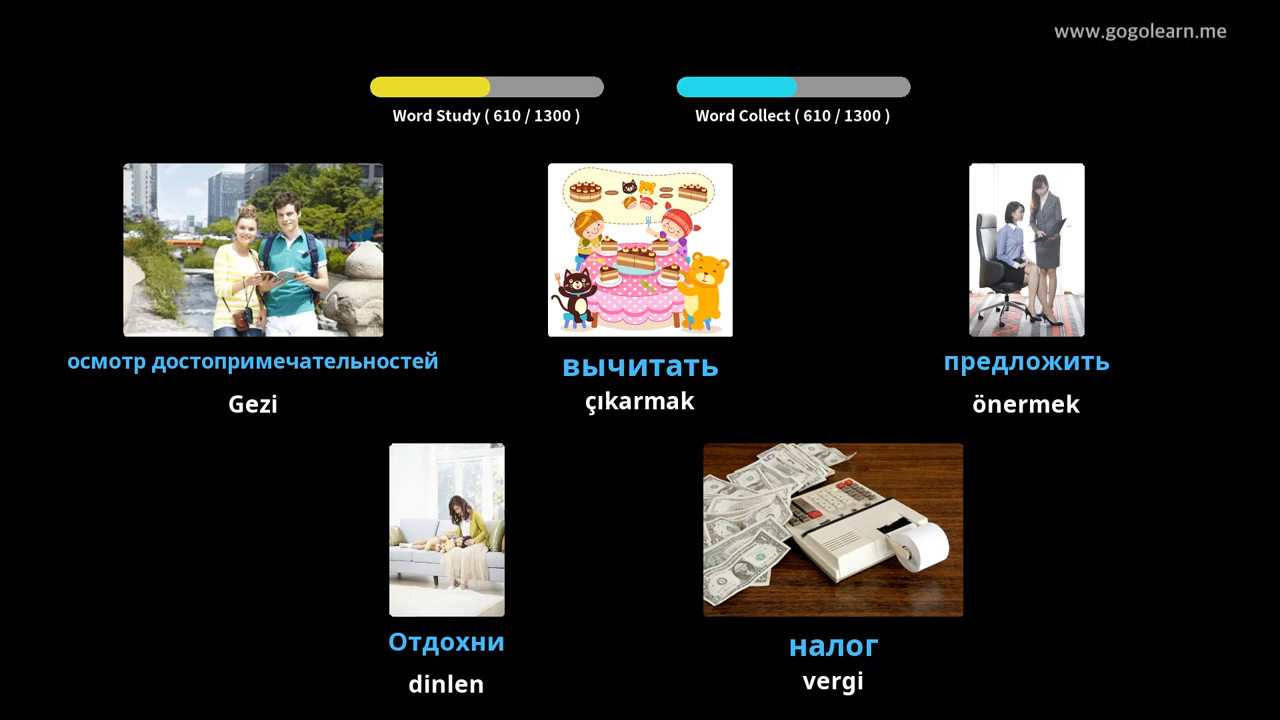 www.gogolearn.me
Word Study ( 610 / 1300 )
Word Collect ( 610 / 1300 )
осмотр достопримечательностей
Gezi
вычитать
çıkarmak
предложить
önermek
Отдохни
dinlen
налог
vergi